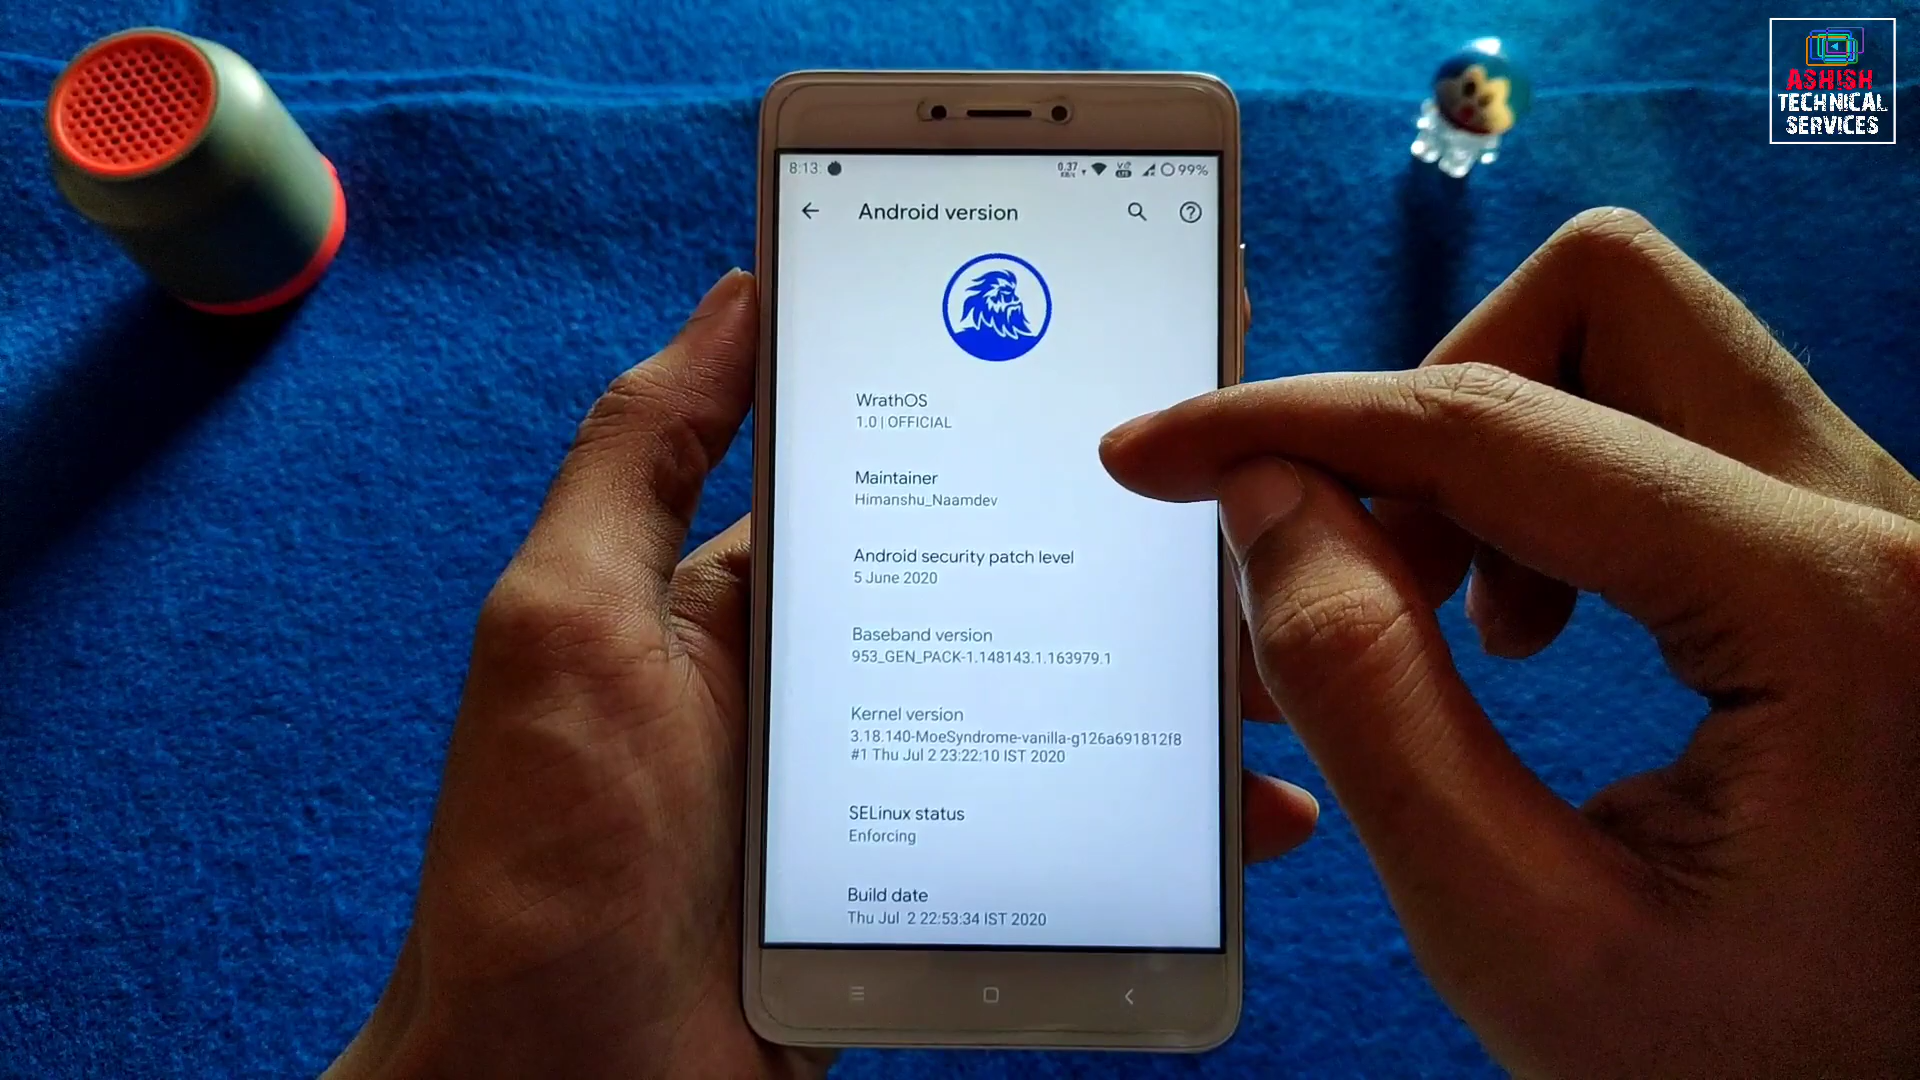 ASHISH
TECHNICAL
SERVICES
8:13
0.37
KB/s
99%
Android version
WrathOS
1.0 | OFFICIAL
Maintainer
Himanshu_Naamdev
Android security patch level
5 June 2020
Baseband version
953_GEN_PACK-1.148143.1.163979.1
Kernel version
3.18.140-MoeSyndrome-vanilla-g126a691812f8
#1 Thu Jul 2 23:22:10 IST 2020
SELinux status
Enforcing
Build date
Thu Jul 2 22:53:34 IST 2020